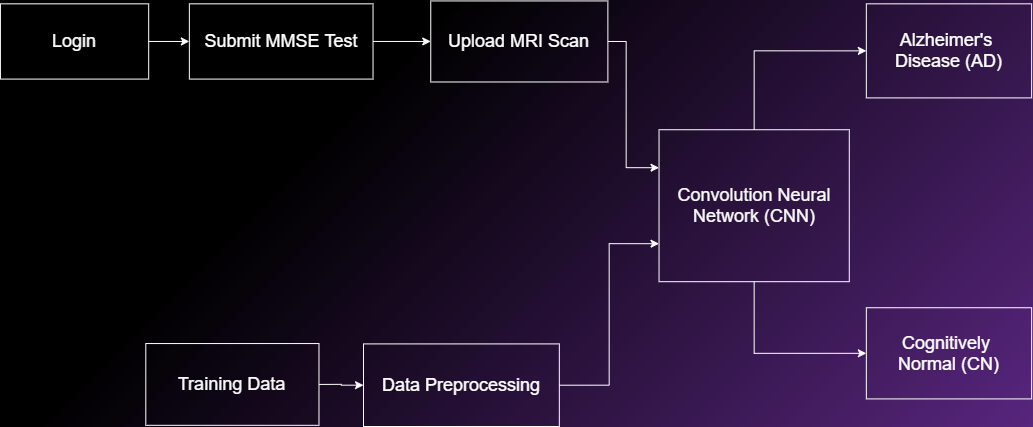 Login
Submit MMSE Test
Upload MRI Scan
Alzheimer's
Disease (AD)
Convolution Neural
Network (CNN)
Cognitively
Normal (CN)
Training Data
Data Preprocessing